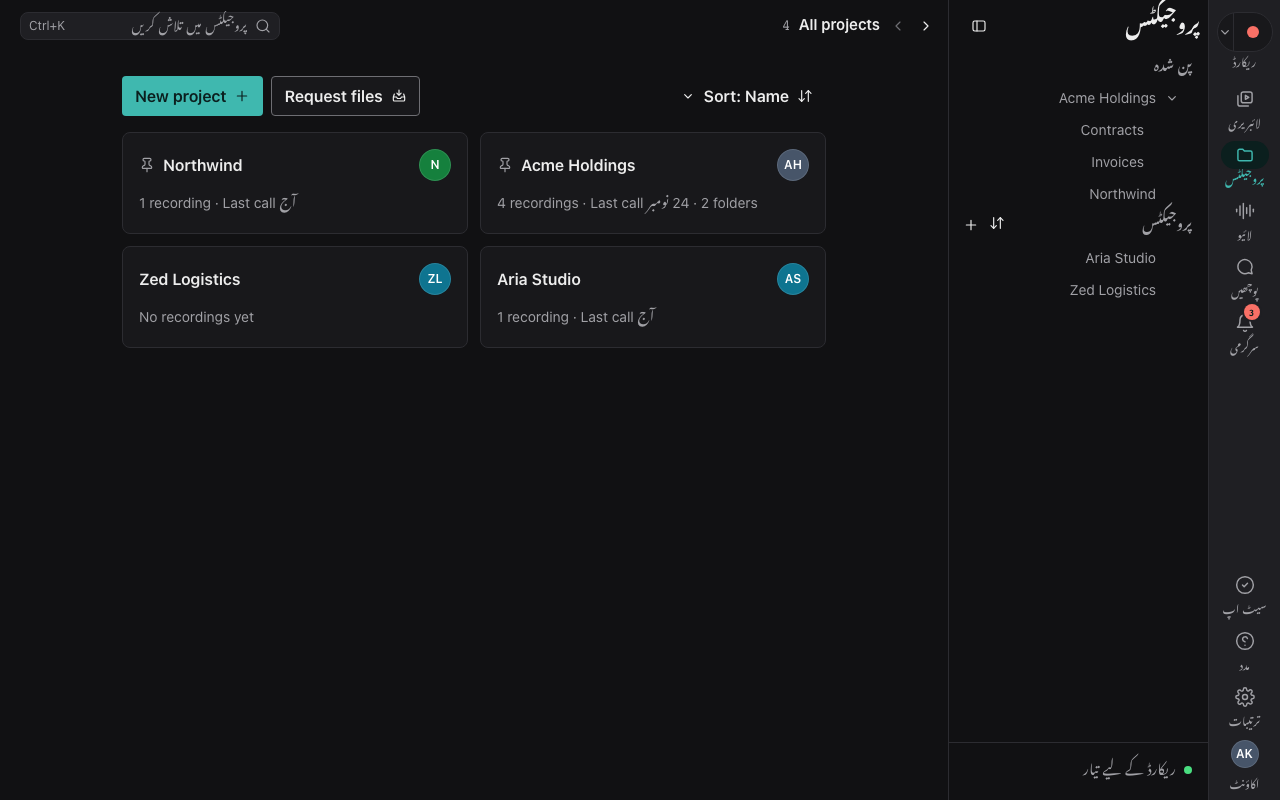 ریکارڈ
لائبریری
پروجیکٹس
لائیو
پوچھیں
3
سرگرمی
سیٹ اپ
مدد
ترتیبات
AK
اکاؤنٹ
پروجیکٹس
پن شدہ
Acme Holdings
Contracts
Invoices
Northwind
پروجیکٹس
Aria Studio
Zed Logistics
ریکارڈ کے لیے تیار
All projects 4
پروجیکٹس میں تلاش کریں Ctrl+K
Sort: Name
Request files
New project
Acme Holdings AH
4 recordings · Last call 24 نومبر · 2 folders
Northwind N
1 recording · Last call آج
Aria Studio AS
1 recording · Last call آج
Zed Logistics ZL
No recordings yet